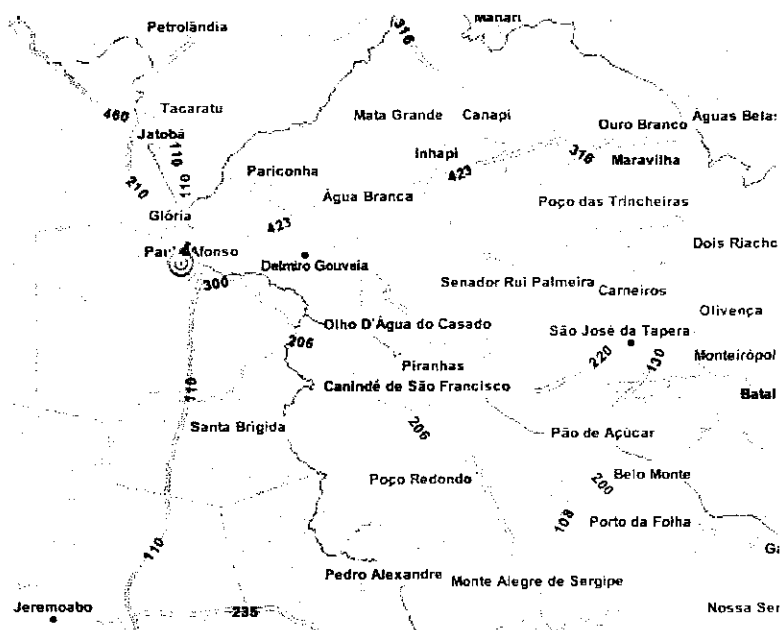 Petrolândia
316
460
Tacaratu
Mata Grande
Canapi
Águas Belas
Jatobá
110
Ouro Branco
Inhapi
316
Maravilha
423
Pariconha
210
110
Água Branca
Poço das Trincheiras
Glória
423
Dois Riacho
Afonso
Delmiro Gouveia
300
Senador Rui Palmeira
Carneiros
Olivença
Olho D'Água do Casado
São José da Tapera
206
220
130
Monteirópol
Piranhas
110
Canindé de São Francisco
Batal
Santa Brigida
206
Pão de Açúcar
Poço Redondo
200
Belo Monte
108
Porto da Folha
110
Pedro Alexandre
Monte Alegre de Sergipe
Jeremoabo
235
Nossa Ser